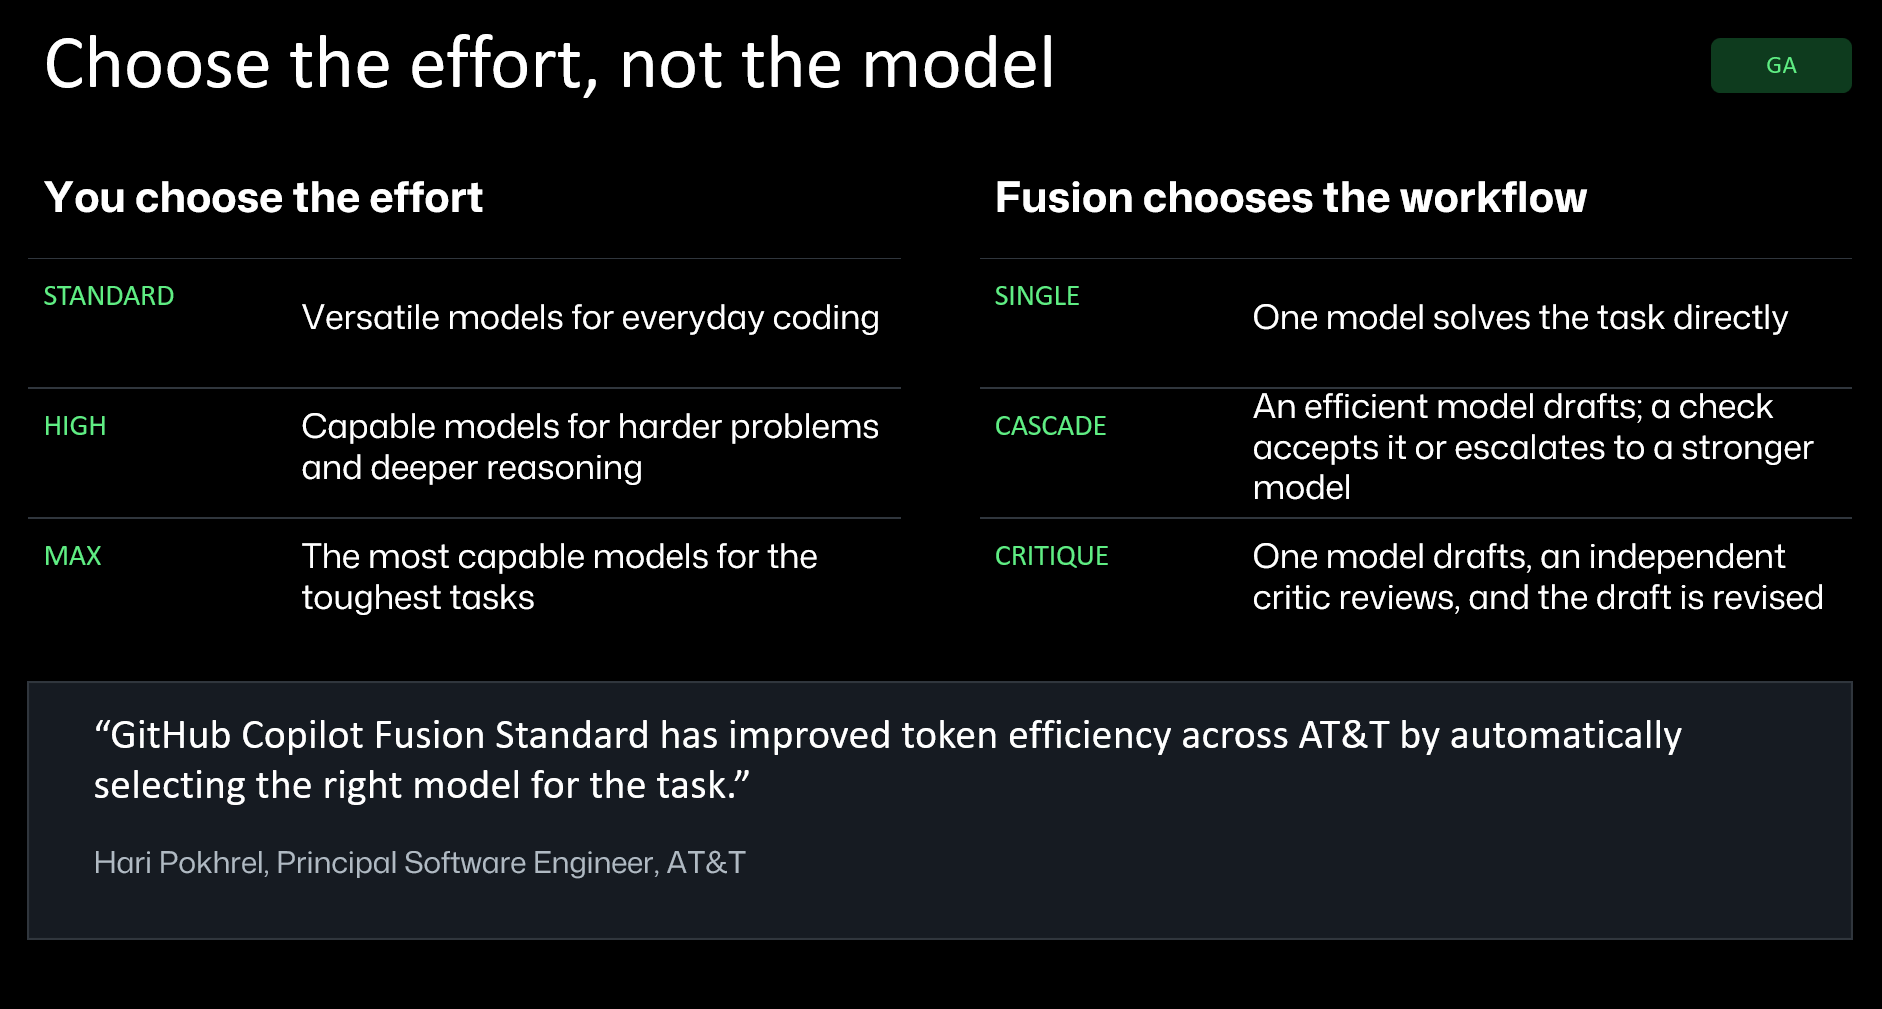 Choose the effort, not the model
GA
You choose the effort
STANDARD
Versatile models for everyday coding
HIGH
Capable models for harder problems
and deeper reasoning
MAX
The most capable models for the
toughest tasks
Fusion chooses the workflow
SINGLE
One model solves the task directly
CASCADE
An efficient model drafts; a check
accepts it or escalates to a stronger
model
CRITIQUE
One model drafts, an independent
critic reviews, and the draft is revised
“GitHub Copilot Fusion Standard has improved token efficiency across AT&T by automatically
selecting the right model for the task.”
Hari Pokhrel, Principal Software Engineer, AT&T